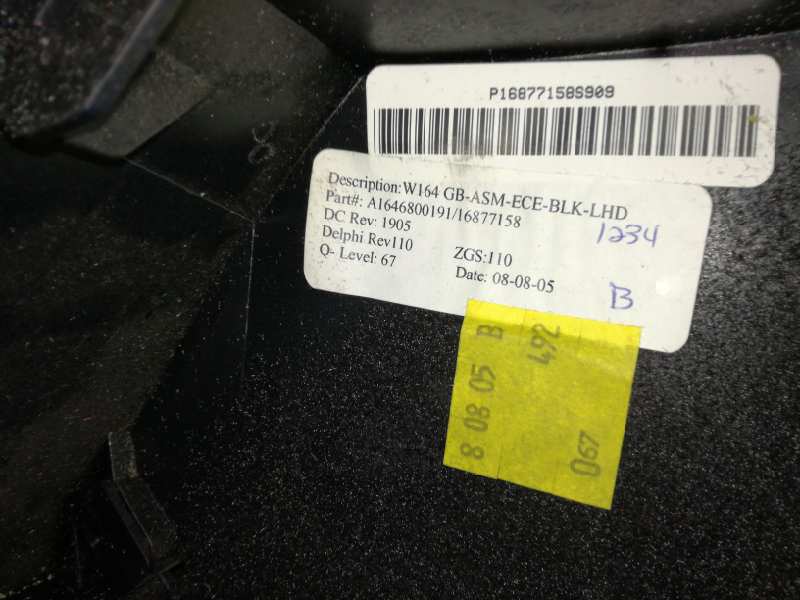 P16877158S909
Description: W164 GB-ASM-ECE-BLK-LHD
Part#: A1646800191/16877158
DC Rev: 1905
1234
Delphi Rev110
ZGS:110
Q- Level: 67
Date: 08-08-05
B
8 08 05 B
492
067